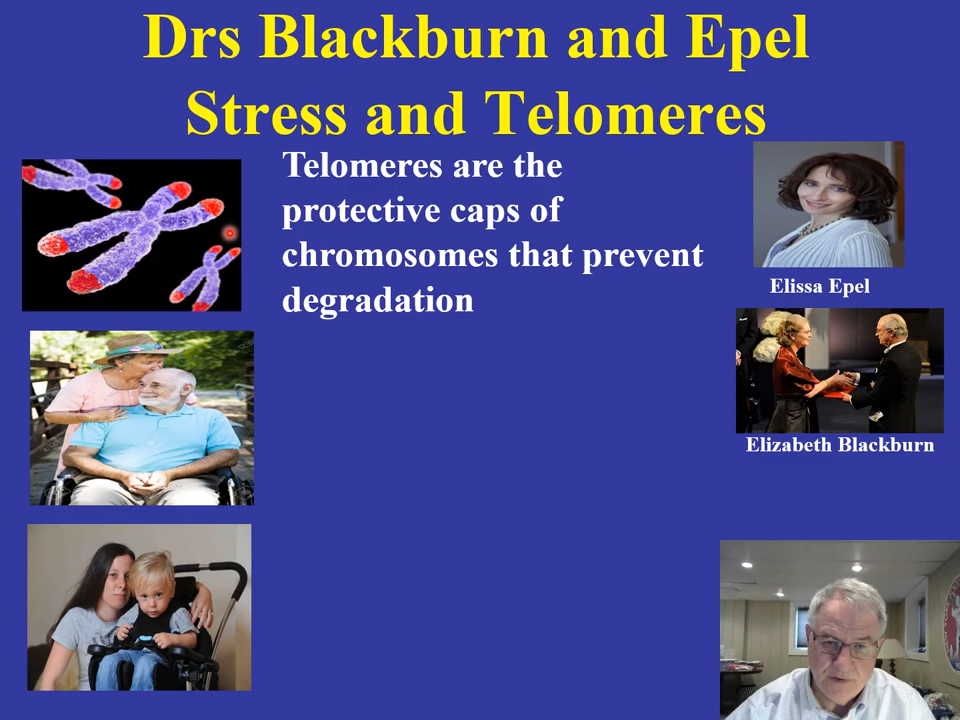 Drs Blackburn and Epel
Stress and Telomeres
Telomeres are the
protective caps of
chromosomes that prevent
degradation
Elissa Epel
Elizabeth Blackburn